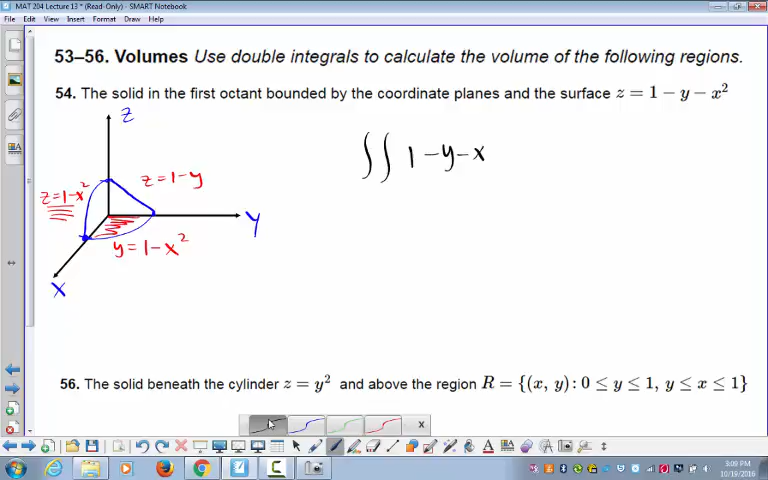 MAT 204 Lecture 13 * (Read-Only) - SMART Notebook
File Edit View Insert Format Draw Help
53–56. Volumes Use double integrals to calculate the volume of the following regions.
54. The solid in the first octant bounded by the coordinate planes and the surface z = 1 − y − x²
z
z = 1 − y
z = 1 − x²
∫∫ 1 − y − x
y
y = 1 − x²
x
56. The solid beneath the cylinder z = y² and above the region R = {(x, y): 0 ≤ y ≤ 1, y ≤ x ≤ 1}
x
3:09 PM
10/19/2016